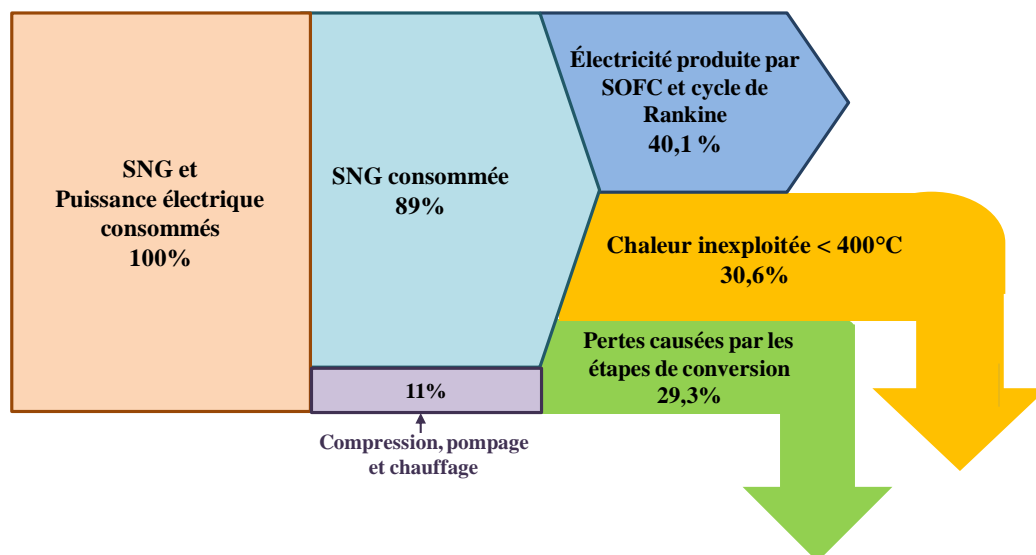 SNG et
Puissance électrique
consommés
100%
SNG consommée
89%
11%
Compression, pompage
et chauffage
Électricité produite par
SOFC et cycle de
Rankine
40,1 %
Chaleur inexploitée < 400°C
30,6%
Pertes causées par les
étapes de conversion
29,3%